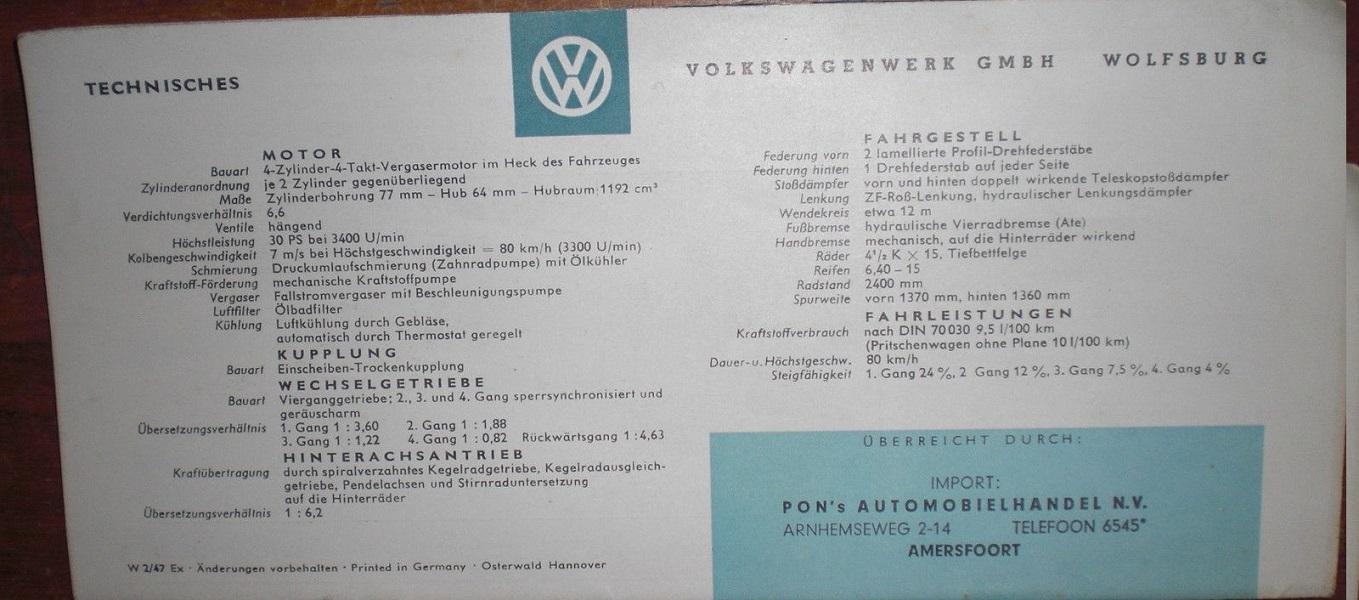 TECHNISCHES
VOLKSWAGENWERK GMBH WOLFSBURG
MOTOR
Bauart 4-Zylinder-4-Takt-Vergasermotor im Heck des Fahrzeuges
Zylinderanordnung je 2 Zylinder gegenüberliegend
Maße Zylinderbohrung 77 mm – Hub 64 mm – Hubraum 1192 cm³
Verdichtungsverhältnis 6,6
Ventile hängend
Höchstleistung 30 PS bei 3400 U/min
Kolbengeschwindigkeit 7 m/s bei Höchstgeschwindigkeit = 80 km/h (3300 U/min)
Schmierung Druckumlaufschmierung (Zahnradpumpe) mit Ölkühler
Kraftstoff-Förderung mechanische Kraftstoffpumpe
Vergaser Fallstromvergaser mit Beschleunigungspumpe
Luftfilter Ölbadfilter
Kühlung Luftkühlung durch Gebläse,
automatisch durch Thermostat geregelt
KUPPLUNG
Bauart Einscheiben-Trockenkupplung
WECHSELGETRIEBE
Bauart Vierganggetriebe; 2., 3. und 4. Gang sperrsynchronisiert und
geräuscharm
Übersetzungsverhältnis 1. Gang 1 : 3,60 2. Gang 1 : 1,88
3. Gang 1 : 1,22 4. Gang 1 : 0,82 Rückwärtsgang 1 : 4,63
HINTERACHSANTRIEB
Kraftübertragung durch spiralverzahntes Kegelradgetriebe, Kegelradausgleich-
getriebe, Pendelachsen und Stirnraduntersetzung
auf die Hinterräder
Übersetzungsverhältnis 1 : 6,2
W 2/47 Ex · Änderungen vorbehalten · Printed in Germany · Osterwald Hannover
FAHRGESTELL
Federung vorn 2 lamellierte Profil-Drehfederstäbe
Federung hinten 1 Drehfederstab auf jeder Seite
Stoßdämpfer vorn und hinten doppelt wirkende Teleskopstoßdämpfer
Lenkung ZF-Roß-Lenkung, hydraulischer Lenkungsdämpfer
Wendekreis etwa 12 m
Fußbremse hydraulische Vierradbremse (Ate)
Handbremse mechanisch, auf die Hinterräder wirkend
Räder 4¹/₂ K × 15, Tiefbettfelge
Reifen 6,40 – 15
Radstand 2400 mm
Spurweite vorn 1370 mm, hinten 1360 mm
FAHRLEISTUNGEN
Kraftstoffverbrauch nach DIN 70030 9,5 l/100 km
(Pritschenwagen ohne Plane 10 l/100 km)
Dauer- u. Höchstgeschw. 80 km/h
Steigfähigkeit 1. Gang 24 %, 2 Gang 12 %, 3. Gang 7,5 %, 4. Gang 4 %
ÜBERREICHT DURCH:
IMPORT:
PON's AUTOMOBIELHANDEL N.V.
ARNHEMSEWEG 2-14 TELEFOON 6545*
AMERSFOORT